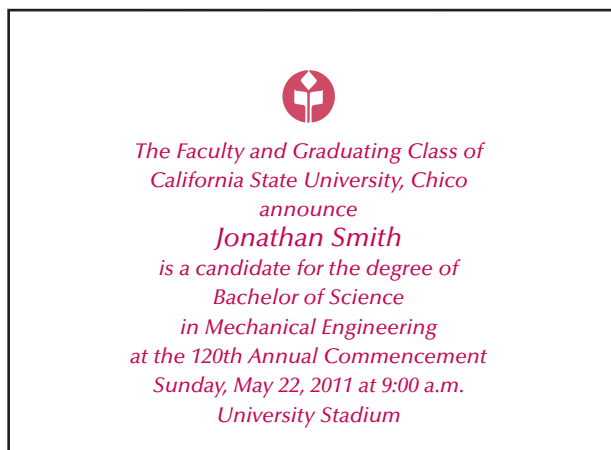 The Faculty and Graduating Class of
California State University, Chico
announce
Jonathan Smith
is a candidate for the degree of
Bachelor of Science
in Mechanical Engineering
at the 120th Annual Commencement
Sunday, May 22, 2011 at 9:00 a.m.
University Stadium